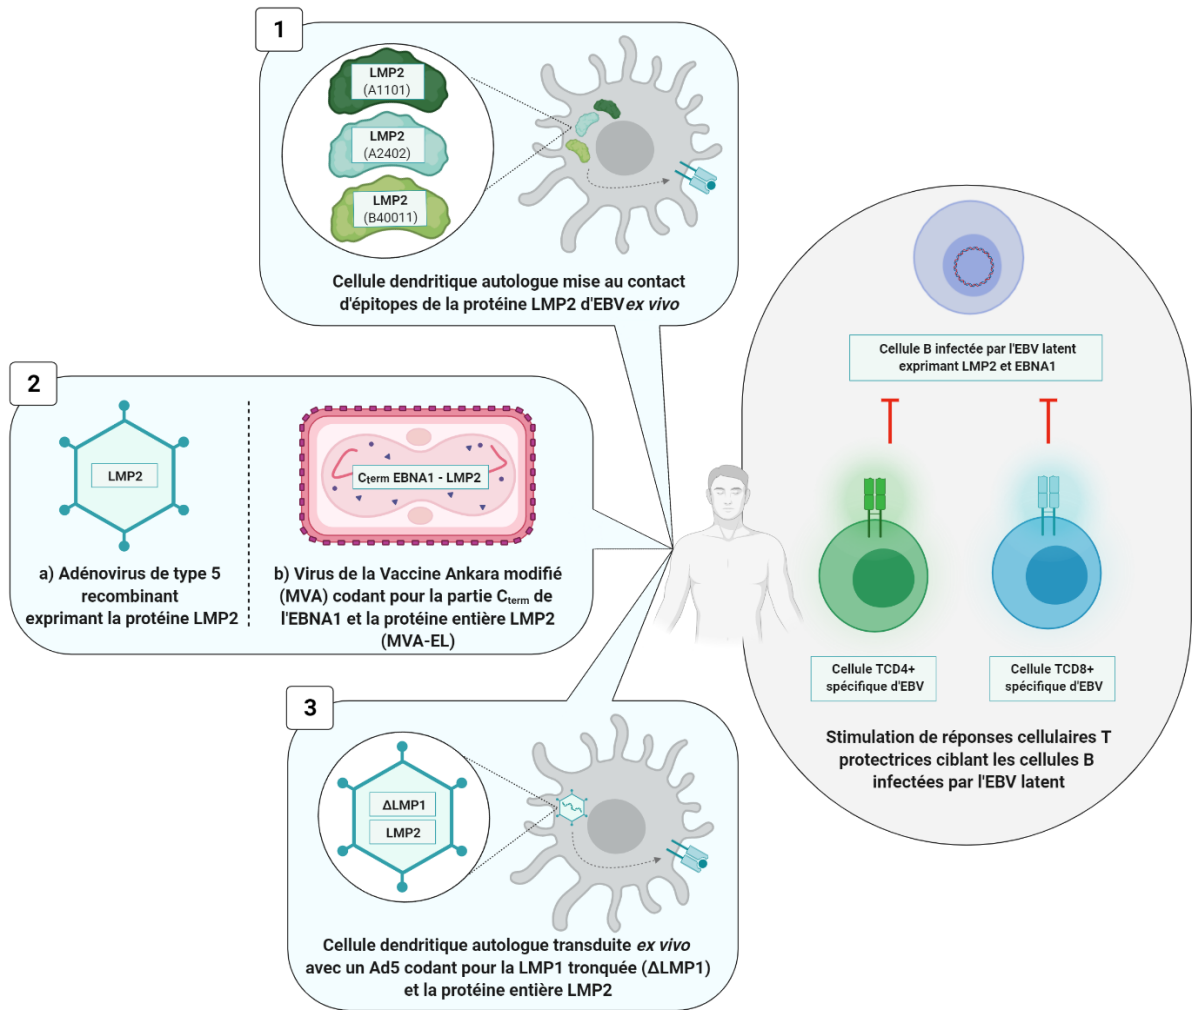 1
LMP2
(A1101)
LMP2
(A2402)
LMP2
(B40011)
Cellule dendritique autologue mise au contact
d'épitopes de la protéine LMP2 d'EBV ex vivo
2
LMP2
a) Adénovirus de type 5
recombinant
exprimant la protéine LMP2
Cterm EBNA1 - LMP2
b) Virus de la Vaccine Ankara modifié
(MVA) codant pour la partie Cterm de
l'EBNA1 et la protéine entière LMP2
(MVA-EL)
3
ΔLMP1
LMP2
Cellule dendritique autologue transduite ex vivo
avec un Ad5 codant pour la LMP1 tronquée (ΔLMP1)
et la protéine entière LMP2
Cellule B infectée par l'EBV latent
exprimant LMP2 et EBNA1
Cellule TCD4+
spécifique d'EBV
Cellule TCD8+
spécifique d'EBV
Stimulation de réponses cellulaires T
protectrices ciblant les cellules B
infectées par l'EBV latent